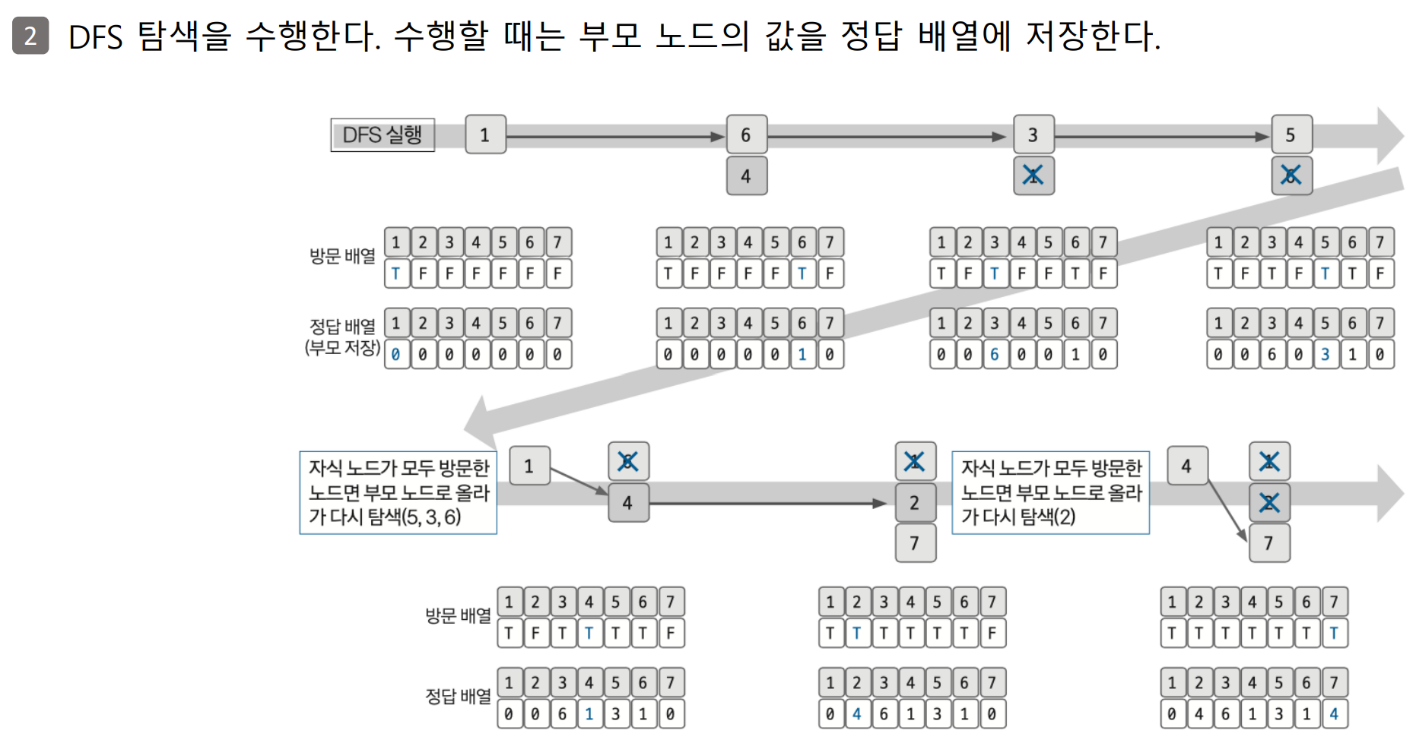 2 DFS 탐색을 수행한다. 수행할 때는 부모 노드의 값을 정답 배열에 저장한다.
DFS 실행 1 6 3 5
4 1 6
방문 배열 1 2 3 4 5 6 7 1 2 3 4 5 6 7 1 2 3 4 5 6 7 1 2 3 4 5 6 7
T F F F F F F T F F F F T F T F T F F T F T F T F T T F
정답 배열 1 2 3 4 5 6 7 1 2 3 4 5 6 7 1 2 3 4 5 6 7 1 2 3 4 5 6 7
(부모 저장) 0 0 0 0 0 0 0 0 0 0 0 0 1 0 0 0 6 0 0 1 0 0 0 6 0 3 1 0
자식 노드가 모두 방문한
노드면 부모 노드로 올라
가 다시 탐색(5, 3, 6)
1 6
4
1
2
7
자식 노드가 모두 방문한
노드면 부모 노드로 올라
가 다시 탐색(2)
4 1
2
7
방문 배열 1 2 3 4 5 6 7 1 2 3 4 5 6 7 1 2 3 4 5 6 7
T F T T T T F T T T T T T F T T T T T T T
정답 배열 1 2 3 4 5 6 7 1 2 3 4 5 6 7 1 2 3 4 5 6 7
0 0 6 1 3 1 0 0 4 6 1 3 1 0 0 4 6 1 3 1 4